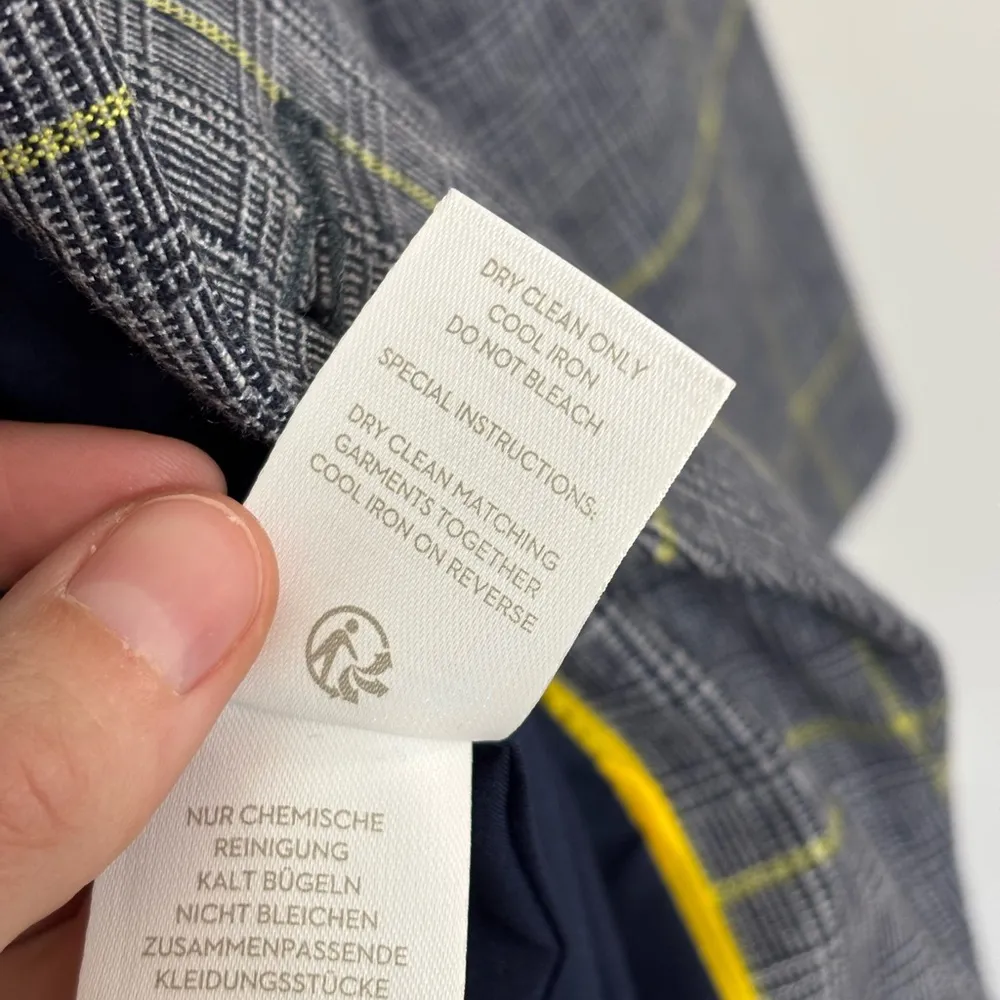 DRY CLEAN ONLY
COOL IRON
DO NOT BLEACH
SPECIAL INSTRUCTIONS:
DRY CLEAN MATCHING
GARMENTS TOGETHER
COOL IRON ON REVERSE
NUR CHEMISCHE
REINIGUNG
KALT BÜGELN
NICHT BLEICHEN
ZUSAMMENPASSENDE
KLEIDUNGSSTÜCKE